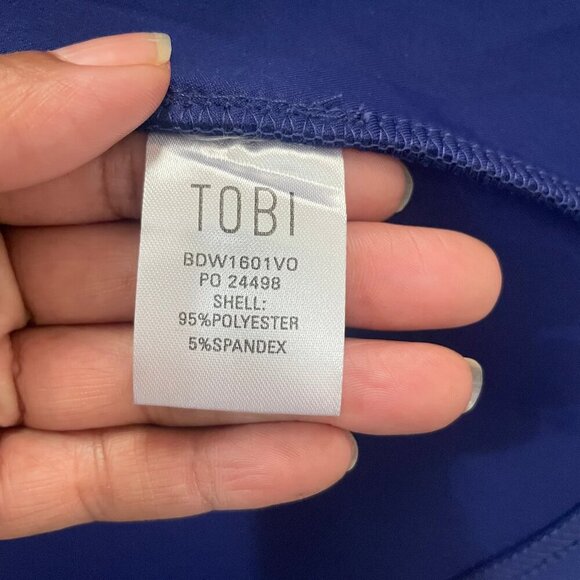 TOBI
BDW1601VO
PO 24498
SHELL:
95%POLYESTER
5%SPANDEX